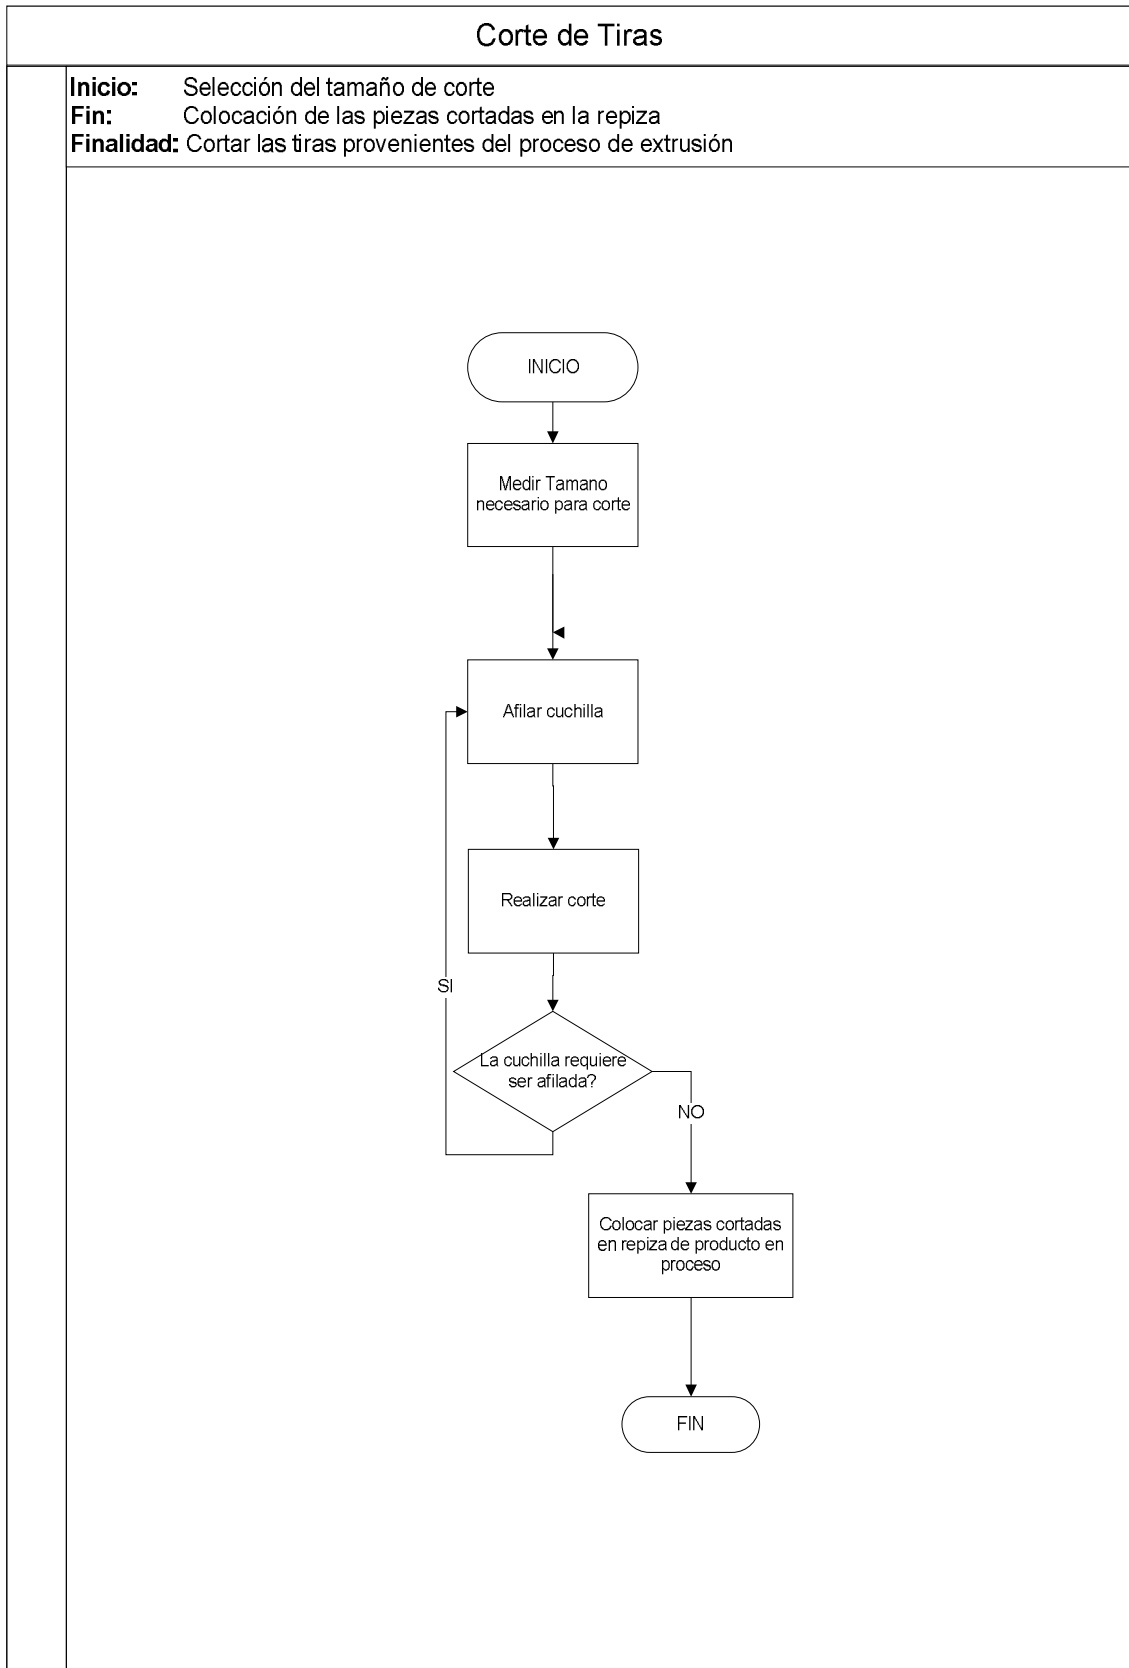 Corte de Tiras
Inicio: Selección del tamaño de corte
Fin: Colocación de las piezas cortadas en la repiza
Finalidad: Cortar las tiras provenientes del proceso de extrusión
INICIO
Medir Tamano
necesario para corte
Afilar cuchilla
Realizar corte
SI
La cuchilla requiere
ser afilada?
NO
Colocar piezas cortadas
en repiza de producto en
proceso
FIN